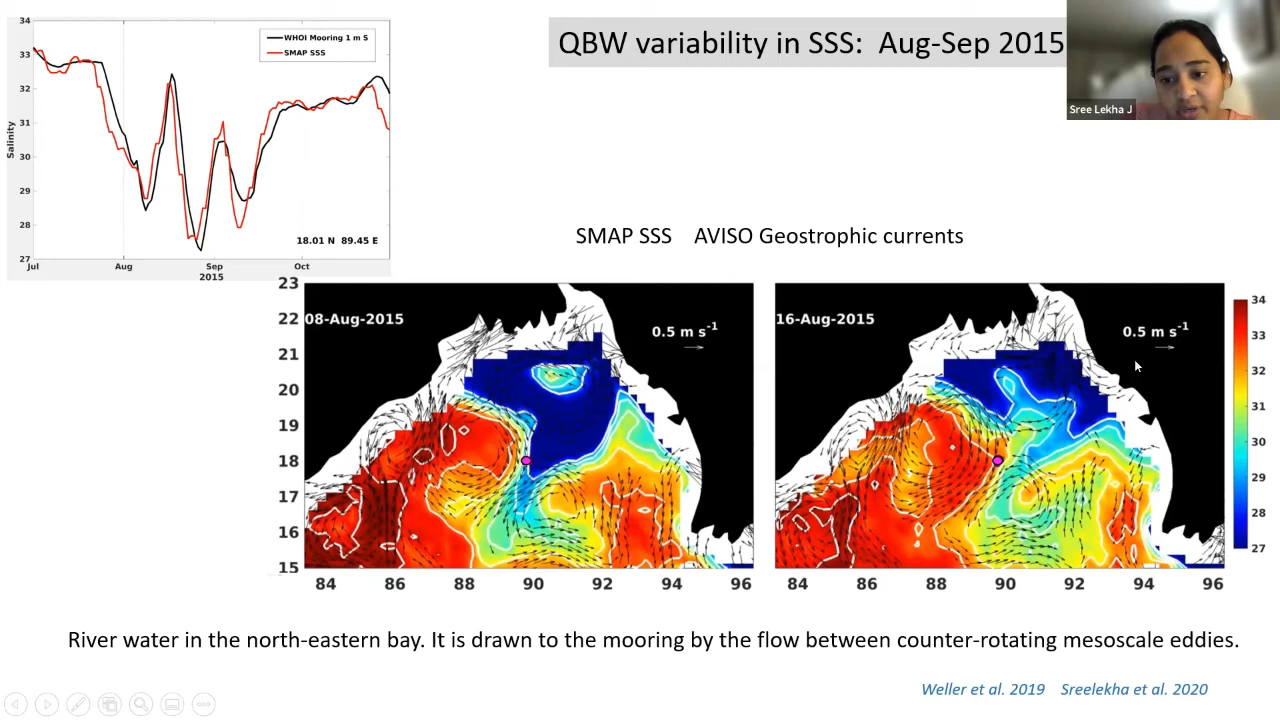 QBW variability in SSS: Aug-Sep 2015
Sree Lekha J
34
33
32
31
30
29
28
27
Salinity
WHOI Mooring 1 m S
SMAP SSS
18.01 N 89.45 E
Jul Aug Sep Oct
2015
SMAP SSS AVISO Geostrophic currents
23
22
21
20
19
18
17
16
15
08-Aug-2015
0.5 m s-1
84 86 88 90 92 94 96
16-Aug-2015
0.5 m s-1
84 86 88 90 92 94 96
34
33
32
31
30
29
28
27
River water in the north-eastern bay. It is drawn to the mooring by the flow between counter-rotating mesoscale eddies.
Weller et al. 2019 Sreelekha et al. 2020